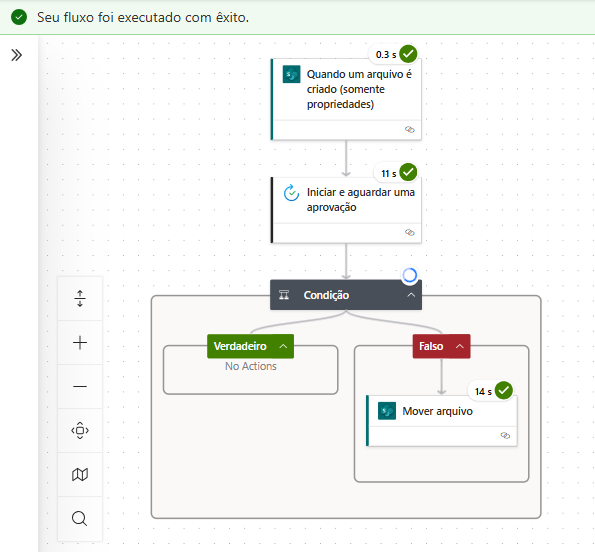 Seu fluxo foi executado com êxito.
0.3 s
Quando um arquivo é
criado (somente
propriedades)
11 s
Iniciar e aguardar uma
aprovação
Condição
Verdadeiro
Falso
No Actions
14 s
Mover arquivo